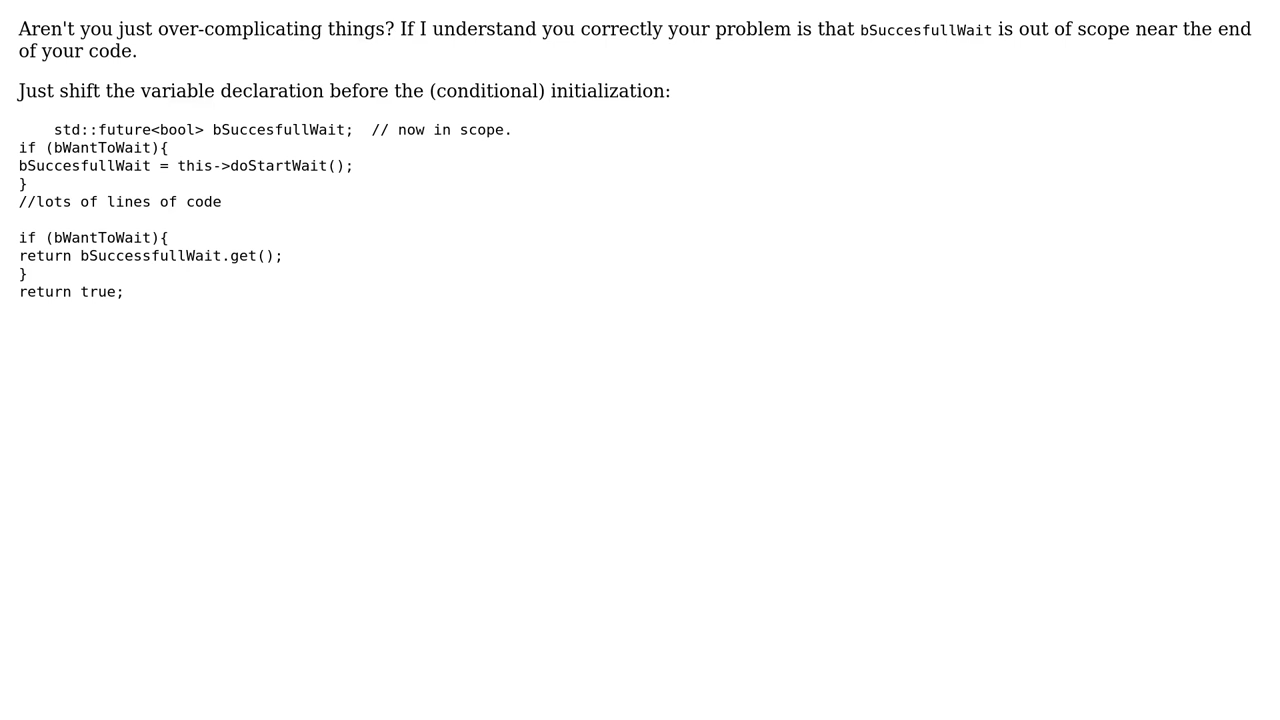 Aren't you just over-complicating things? If I understand you correctly your problem is that bSuccesfullWait is out of scope near the end
of your code.
Just shift the variable declaration before the (conditional) initialization:
    std::future<bool> bSuccesfullWait;  // now in scope.
if (bWantToWait){
bSuccesfullWait = this->doStartWait();
}
//lots of lines of code

if (bWantToWait){
return bSuccessfullWait.get();
}
return true;